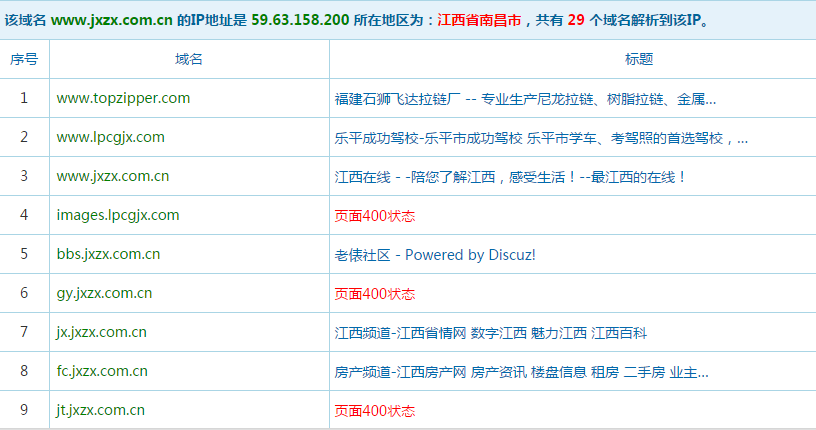 该域名 www.jxzx.com.cn 的IP地址是 59.63.158.200 所在地区为：江西省南昌市，共有 29 个域名解析到该IP。
序号 域名 标题
1 www.topzipper.com 福建石狮飞达拉链厂 -- 专业生产尼龙拉链、树脂拉链、金属...
2 www.lpcgjx.com 乐平成功驾校-乐平市成功驾校 乐平市学车、考驾照的首选驾校，...
3 www.jxzx.com.cn 江西在线 - -陪您了解江西，感受生活！--最江西的在线！
4 images.lpcgjx.com 页面400状态
5 bbs.jxzx.com.cn 老俵社区 - Powered by Discuz!
6 gy.jxzx.com.cn 页面400状态
7 jx.jxzx.com.cn 江西频道-江西省情网 数字江西 魅力江西 江西百科
8 fc.jxzx.com.cn 房产频道-江西房产网 房产资讯 楼盘信息 租房 二手房 业主...
9 jt.jxzx.com.cn 页面400状态